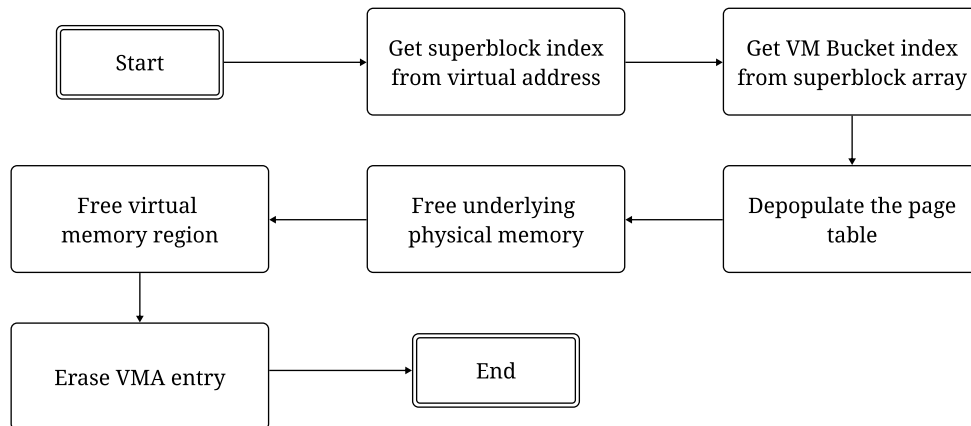 Start
Get superblock index
from virtual address
Get VM Bucket index
from superblock array
Depopulate the page
table
Free underlying
physical memory
Free virtual
memory region
Erase VMA entry
End